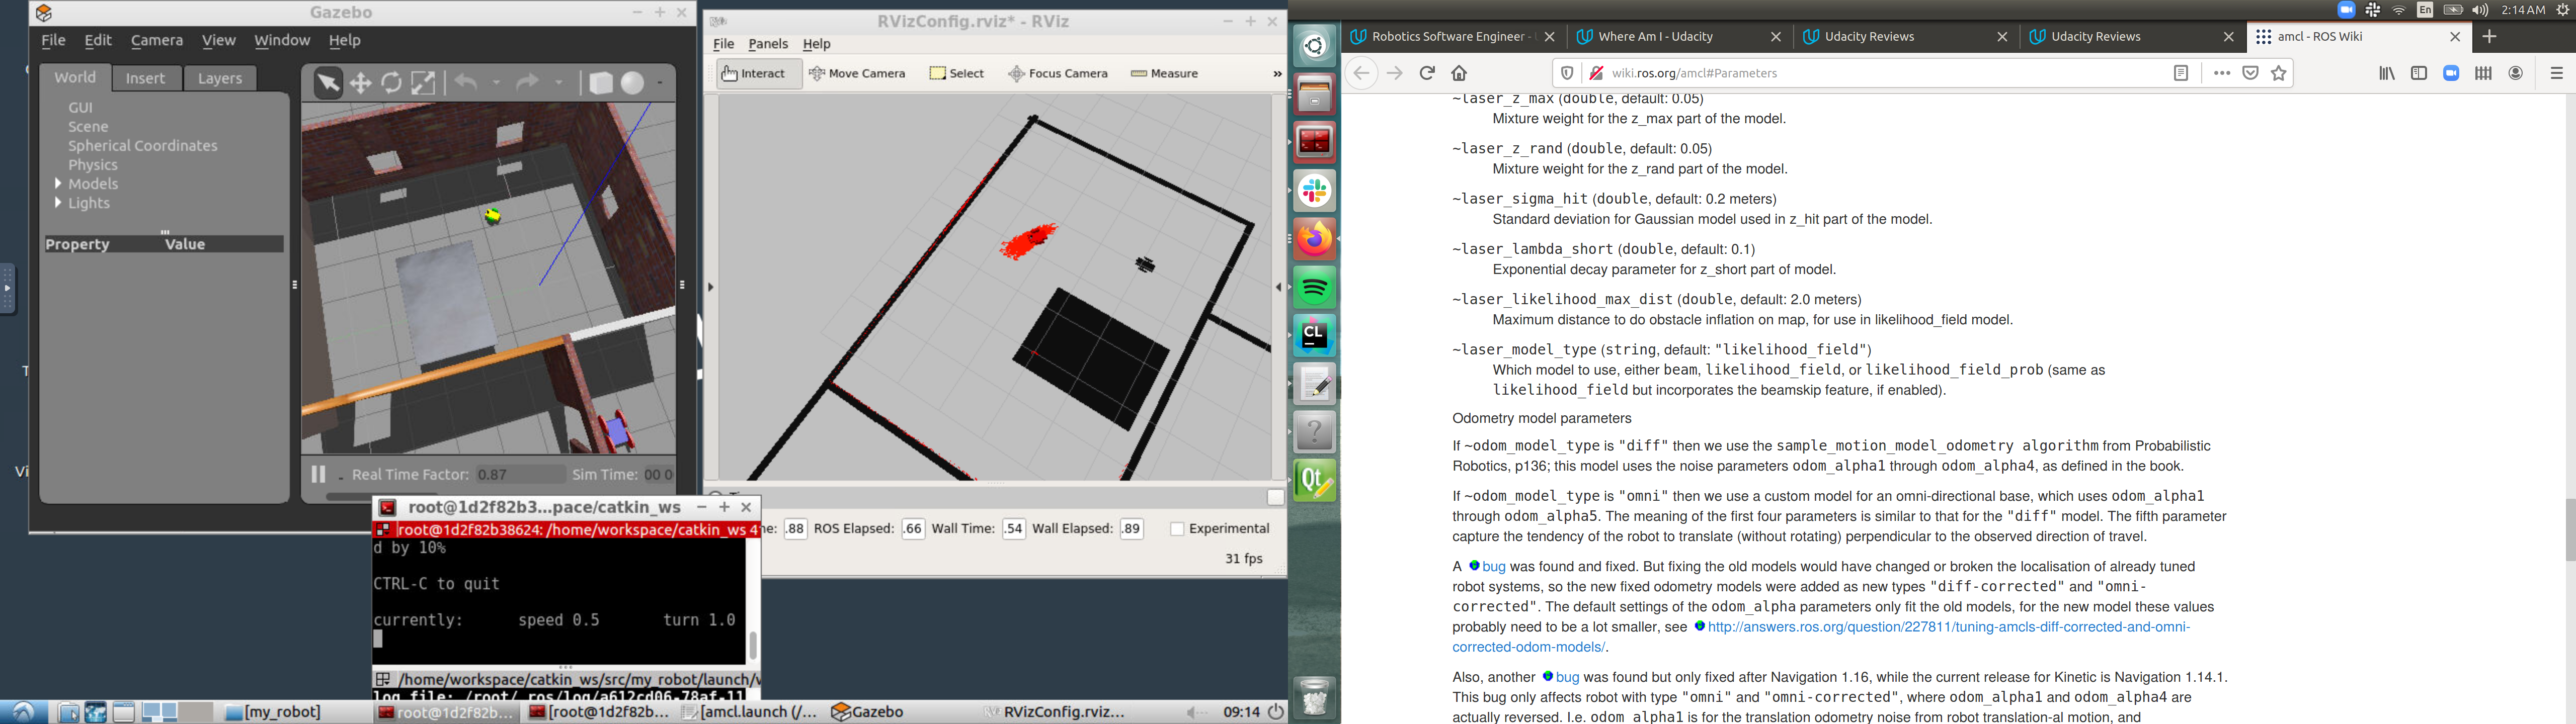 Gazebo
File Edit Camera View Window Help
World Insert Layers
GUI
Scene
Spherical Coordinates
Physics
Models
Lights
Property Value
Real Time Factor: 0.87 Sim Time: 00 0
RVizConfig.rviz* - RViz
File Panels Help
Interact Move Camera Select Focus Camera Measure »
ne: .88 ROS Elapsed: .66 Wall Time: .54 Wall Elapsed: .89 Experimental
31 fps
root@1d2f82b3...pace/catkin_ws
root@1d2f82b38624: /home/workspace/catkin_ws 4
d by 10%
CTRL-C to quit
currently: speed 0.5 turn 1.0
/home/workspace/catkin_ws/src/my_robot/launch/
log file: /root/.ros/log/a612cd06-78af-11
[my_robot] root@1d2f82b... [root@1d2f82b... [amcl.launch (/... Gazebo RVizConfig.rviz... 09:14
En 2:14 AM
Robotics Software Engineer -
Where Am I - Udacity
Udacity Reviews
Udacity Reviews
amcl - ROS Wiki
wiki.ros.org/amcl#Parameters
CL
Qt
~laser_z_max (double, default: 0.05)
Mixture weight for the z_max part of the model.
~laser_z_rand (double, default: 0.05)
Mixture weight for the z_rand part of the model.
~laser_sigma_hit (double, default: 0.2 meters)
Standard deviation for Gaussian model used in z_hit part of the model.
~laser_lambda_short (double, default: 0.1)
Exponential decay parameter for z_short part of model.
~laser_likelihood_max_dist (double, default: 2.0 meters)
Maximum distance to do obstacle inflation on map, for use in likelihood_field model.
~laser_model_type (string, default: "likelihood_field")
Which model to use, either beam, likelihood_field, or likelihood_field_prob (same as
likelihood_field but incorporates the beamskip feature, if enabled).
Odometry model parameters
If ~odom_model_type is "diff" then we use the sample_motion_model_odometry algorithm from Probabilistic
Robotics, p136; this model uses the noise parameters odom_alpha1 through odom_alpha4, as defined in the book.
If ~odom_model_type is "omni" then we use a custom model for an omni-directional base, which uses odom_alpha1
through odom_alpha5. The meaning of the first four parameters is similar to that for the "diff" model. The fifth parameter
capture the tendency of the robot to translate (without rotating) perpendicular to the observed direction of travel.
A bug was found and fixed. But fixing the old models would have changed or broken the localisation of already tuned
robot systems, so the new fixed odometry models were added as new types "diff-corrected" and "omni-
corrected". The default settings of the odom_alpha parameters only fit the old models, for the new model these values
probably need to be a lot smaller, see http://answers.ros.org/question/227811/tuning-amcls-diff-corrected-and-omni-
corrected-odom-models/.
Also, another bug was found but only fixed after Navigation 1.16, while the current release for Kinetic is Navigation 1.14.1.
This bug only affects robot with type "omni" and "omni-corrected", where odom_alpha1 and odom_alpha4 are
actually reversed. I.e. odom_alpha1 is for the translation odometry noise from robot translation-al motion, and